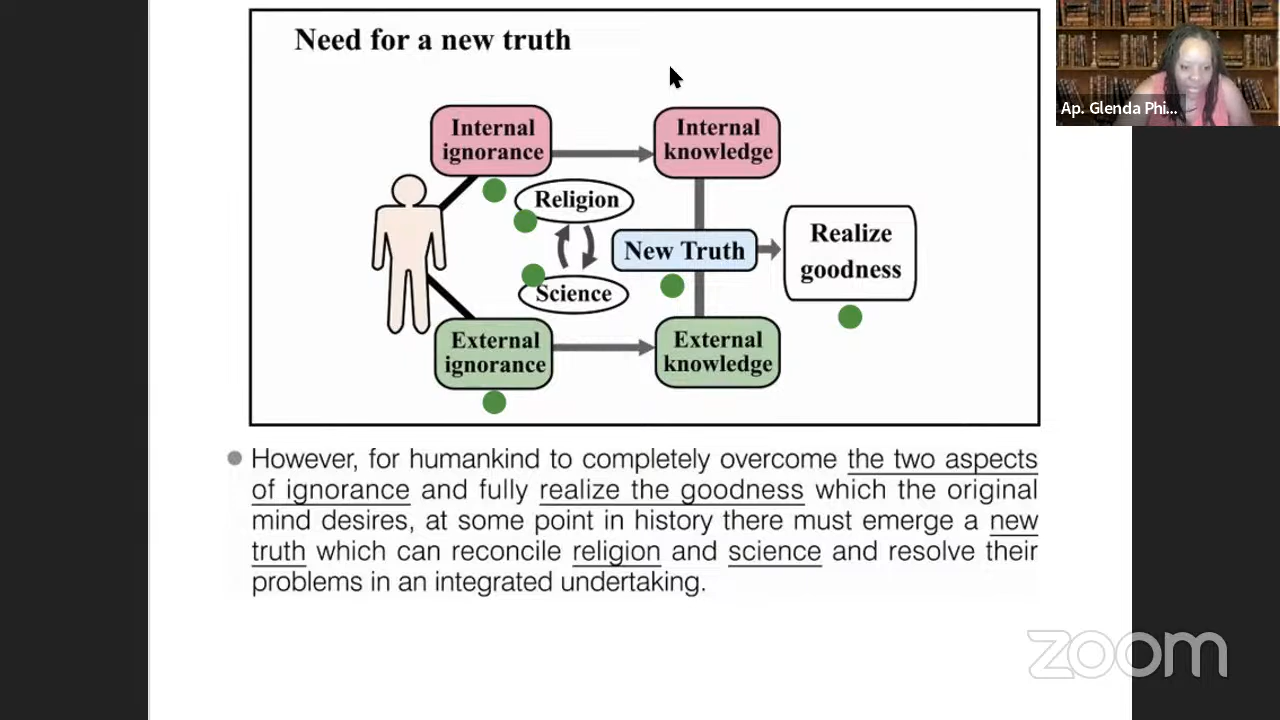 Need for a new truth
Ap. Glenda Phi...
Internal
ignorance
Internal
knowledge
Religion
New Truth
Realize
goodness
Science
External
ignorance
External
knowledge
However, for humankind to completely overcome the two aspects
of ignorance and fully realize the goodness which the original
mind desires, at some point in history there must emerge a new
truth which can reconcile religion and science and resolve their
problems in an integrated undertaking.
zoom